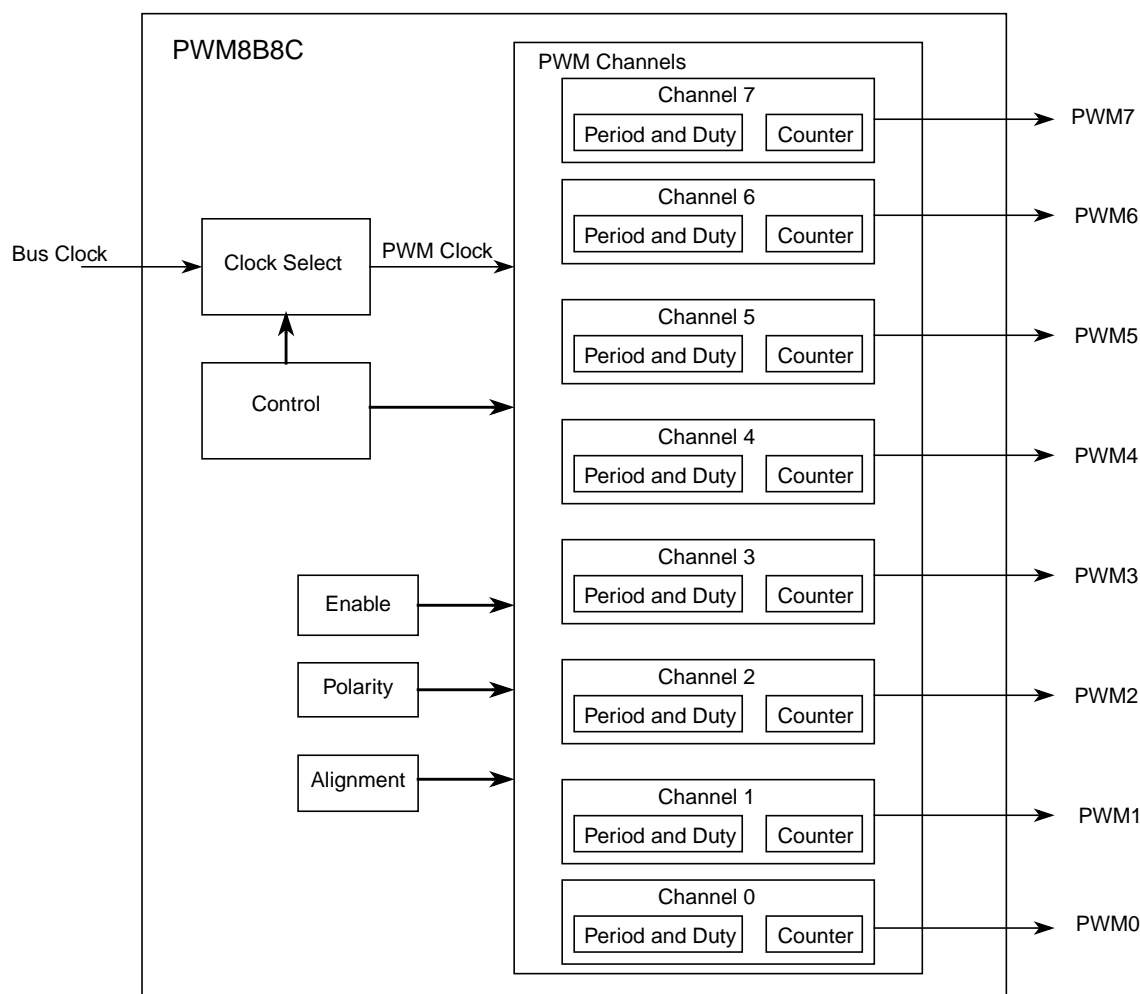 PWM8B8C
PWM Channels
Channel 7
Period and Duty
Counter
PWM7
Channel 6
Period and Duty
Counter
PWM6
Bus Clock
Clock Select
PWM Clock
Channel 5
Period and Duty
Counter
PWM5
Control
Channel 4
Period and Duty
Counter
PWM4
Channel 3
Period and Duty
Counter
PWM3
Enable
Polarity
Channel 2
Period and Duty
Counter
PWM2
Alignment
Channel 1
Period and Duty
Counter
PWM1
Channel 0
Period and Duty
Counter
PWM0